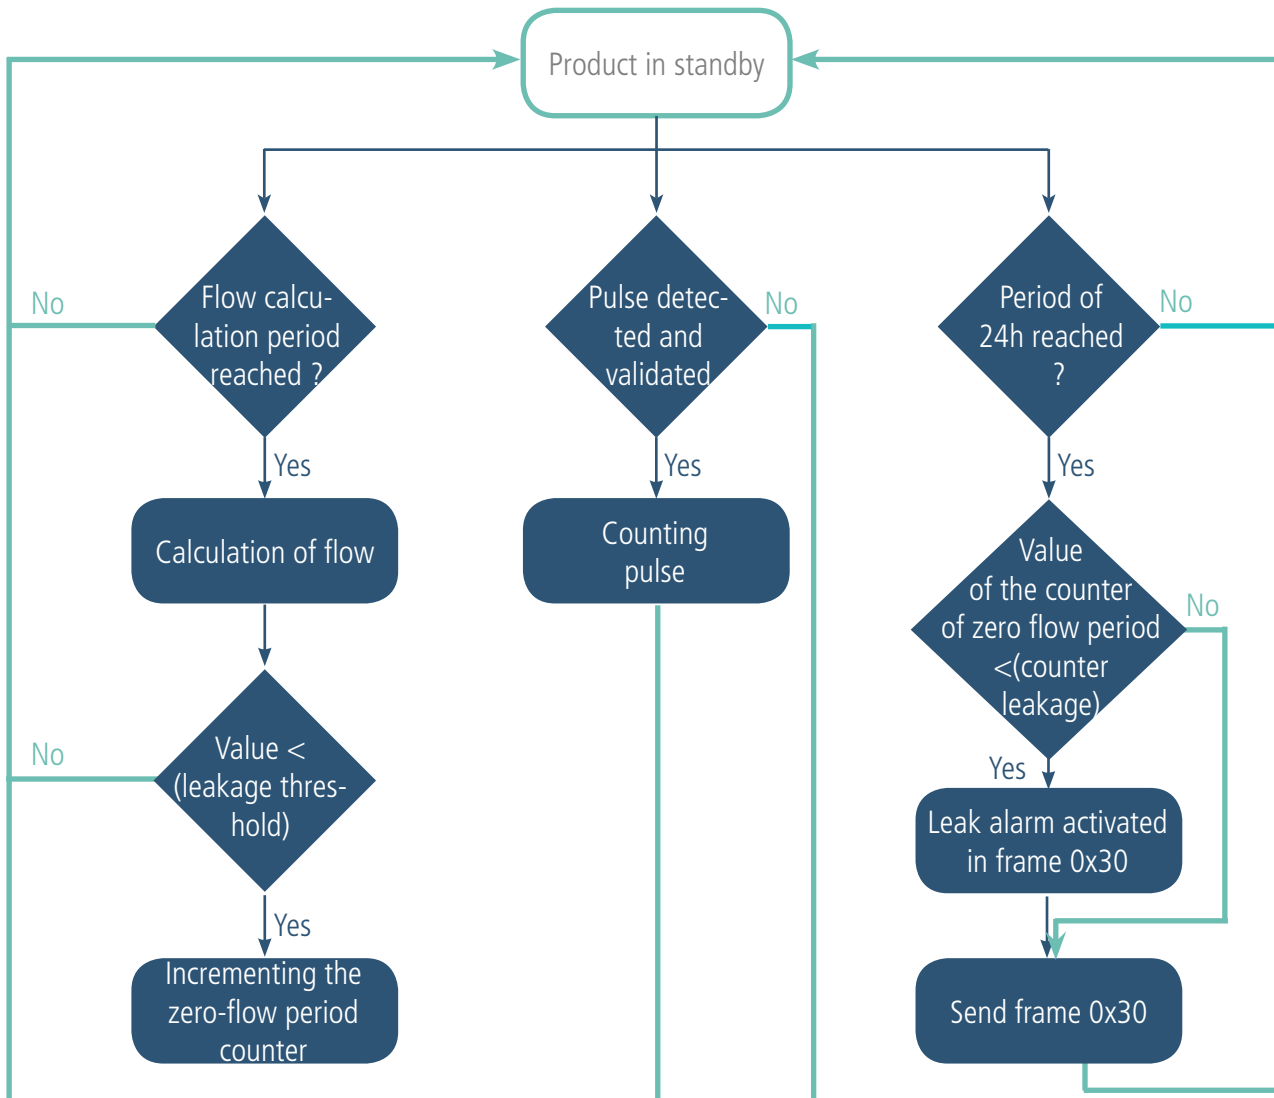 Product in standby
No
Flow calcu-
lation period
reached ?
Yes
Calculation of flow
No
Value <
(leakage thres-
hold)
Yes
Incrementing the
zero-flow period
counter
Pulse detec-
ted and
validated
No
Yes
Counting
pulse
Period of
24h reached
?
No
Yes
Value
of the counter
of zero flow period
<(counter
leakage)
No
Yes
Leak alarm activated
in frame 0x30
Send frame 0x30